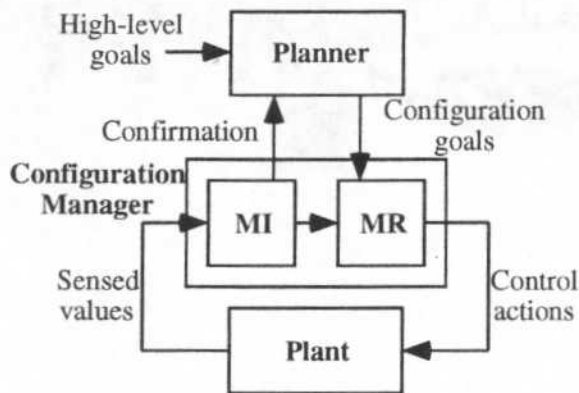 High-level
goals
Planner
Confirmation
Configuration
goals
Configuration
Manager
MI
MR
Sensed
values
Control
actions
Plant